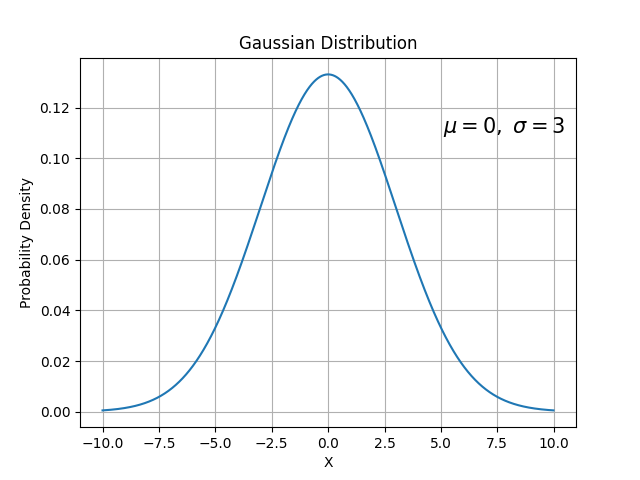 Gaussian Distribution
0.12
0.10
0.08
0.06
0.04
0.02
0.00
Probability Density
μ = 0, σ = 3
−10.0 −7.5 −5.0 −2.5 0.0 2.5 5.0 7.5 10.0
X